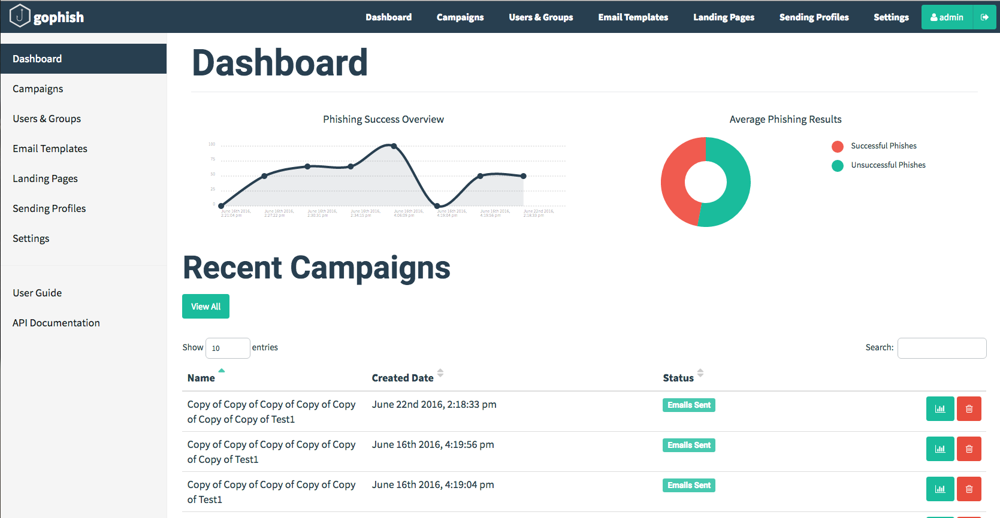 gophish
Dashboard
Campaigns
Users & Groups
Email Templates
Landing Pages
Sending Profiles
Settings
admin
Dashboard
Campaigns
Users & Groups
Email Templates
Landing Pages
Sending Profiles
Settings
User Guide
API Documentation
Dashboard
Phishing Success Overview
100
75
50
25
0
June 16th 2016,
2:21:04 pm
June 16th 2016,
2:27:22 pm
June 16th 2016,
2:30:31 pm
June 16th 2016,
2:34:15 pm
June 16th 2016,
4:06:09 pm
June 16th 2016,
4:19:04 pm
June 16th 2016,
4:19:56 pm
June 22nd 2016,
2:18:33 pm
Average Phishing Results
Successful Phishes
Unsuccessful Phishes
Recent Campaigns
View All
Show 10 entries
Search:
Name
Created Date
Status
Copy of Copy of Copy of Copy of Copy
of Copy of Copy of Test1
June 22nd 2016, 2:18:33 pm
Emails Sent
Copy of Copy of Copy of Copy of Copy
of Copy of Test1
June 16th 2016, 4:19:56 pm
Emails Sent
Copy of Copy of Copy of Copy of Copy
of Test1
June 16th 2016, 4:19:04 pm
Emails Sent